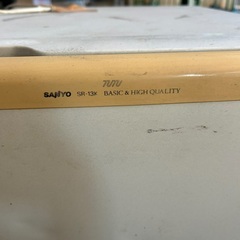 SANYO SR-13X BASIC & HIGH QUALITY